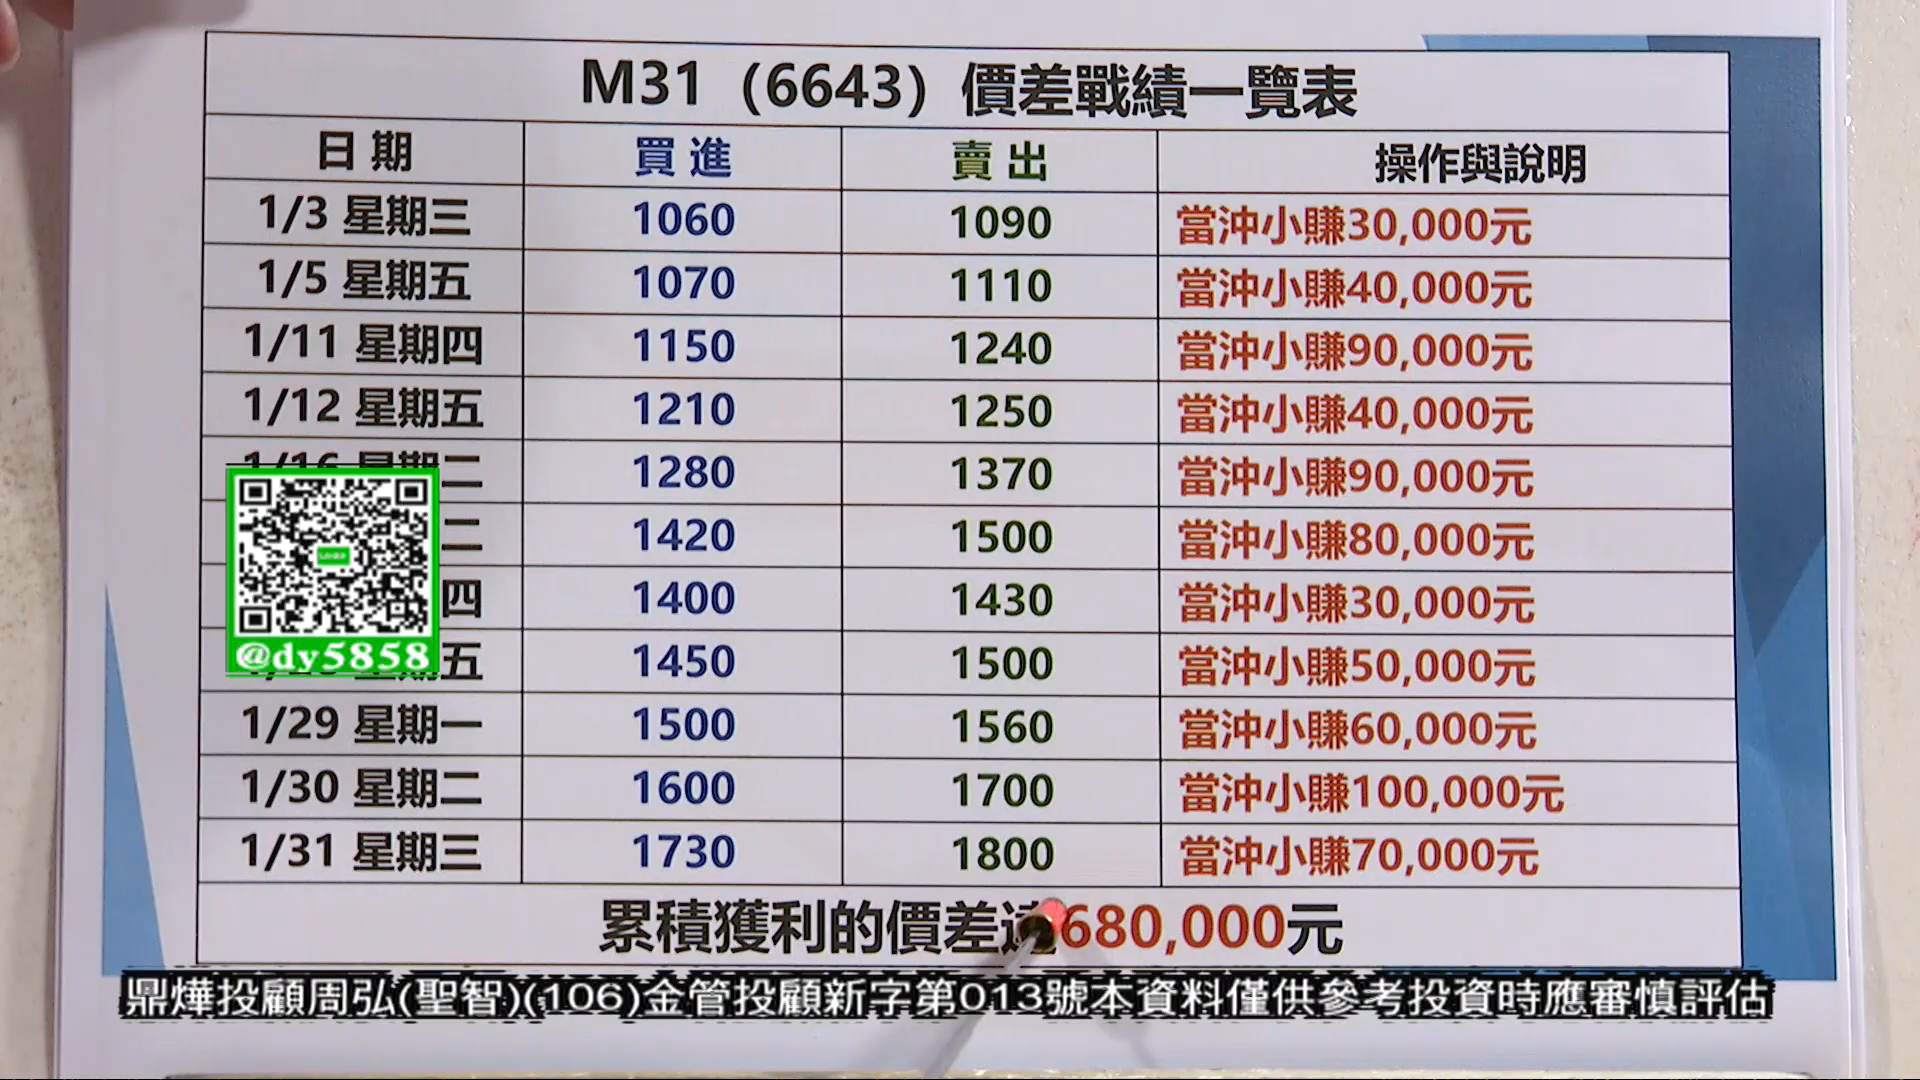 M31（6643）價差戰績一覽表
日 期 買 進 賣 出 操作與說明
1/3 星期三 1060 1090 當沖小賺30,000元
1/5 星期五 1070 1110 當沖小賺40,000元
1/11 星期四 1150 1240 當沖小賺90,000元
1/12 星期五 1210 1250 當沖小賺40,000元
1/16 星期二 1280 1370 當沖小賺90,000元
二 1420 1500 當沖小賺80,000元
四 1400 1430 當沖小賺30,000元
五 1450 1500 當沖小賺50,000元
1/29 星期一 1500 1560 當沖小賺60,000元
1/30 星期二 1600 1700 當沖小賺100,000元
1/31 星期三 1730 1800 當沖小賺70,000元
累積獲利的價差達680,000元
@dy5858
鼎燁投顧周弘(聖智)(106)金管投顧新字第013號本資料僅供參考投資時應審慎評估